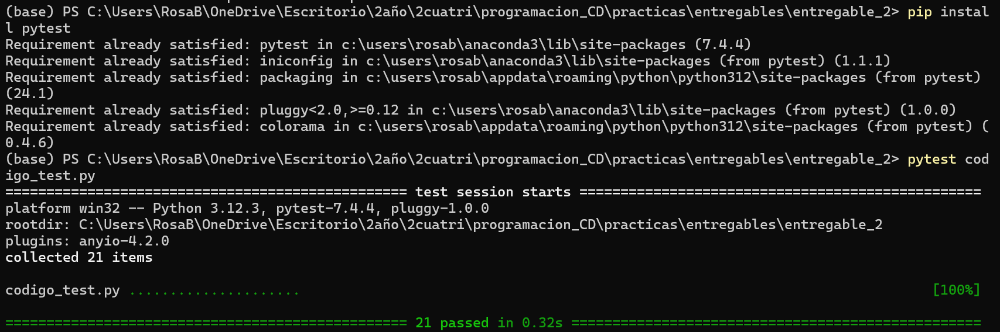 (base) PS C:\Users\RosaB\OneDrive\Escritorio\2año\2cuatri\programacion_CD\practicas\entregables\entregable_2> pip instal
l pytest
Requirement already satisfied: pytest in c:\users\rosab\anaconda3\lib\site-packages (7.4.4)
Requirement already satisfied: iniconfig in c:\users\rosab\anaconda3\lib\site-packages (from pytest) (1.1.1)
Requirement already satisfied: packaging in c:\users\rosab\appdata\roaming\python\python312\site-packages (from pytest)
(24.1)
Requirement already satisfied: pluggy<2.0,>=0.12 in c:\users\rosab\anaconda3\lib\site-packages (from pytest) (1.0.0)
Requirement already satisfied: colorama in c:\users\rosab\appdata\roaming\python\python312\site-packages (from pytest) (
0.4.6)
(base) PS C:\Users\RosaB\OneDrive\Escritorio\2año\2cuatri\programacion_CD\practicas\entregables\entregable_2> pytest cod
igo_test.py
================================================= test session starts =================================================
platform win32 -- Python 3.12.3, pytest-7.4.4, pluggy-1.0.0
rootdir: C:\Users\RosaB\OneDrive\Escritorio\2año\2cuatri\programacion_CD\practicas\entregables\entregable_2
plugins: anyio-4.2.0
collected 21 items
codigo_test.py ..................... [100%]
================================================= 21 passed in 0.32s ==================================================